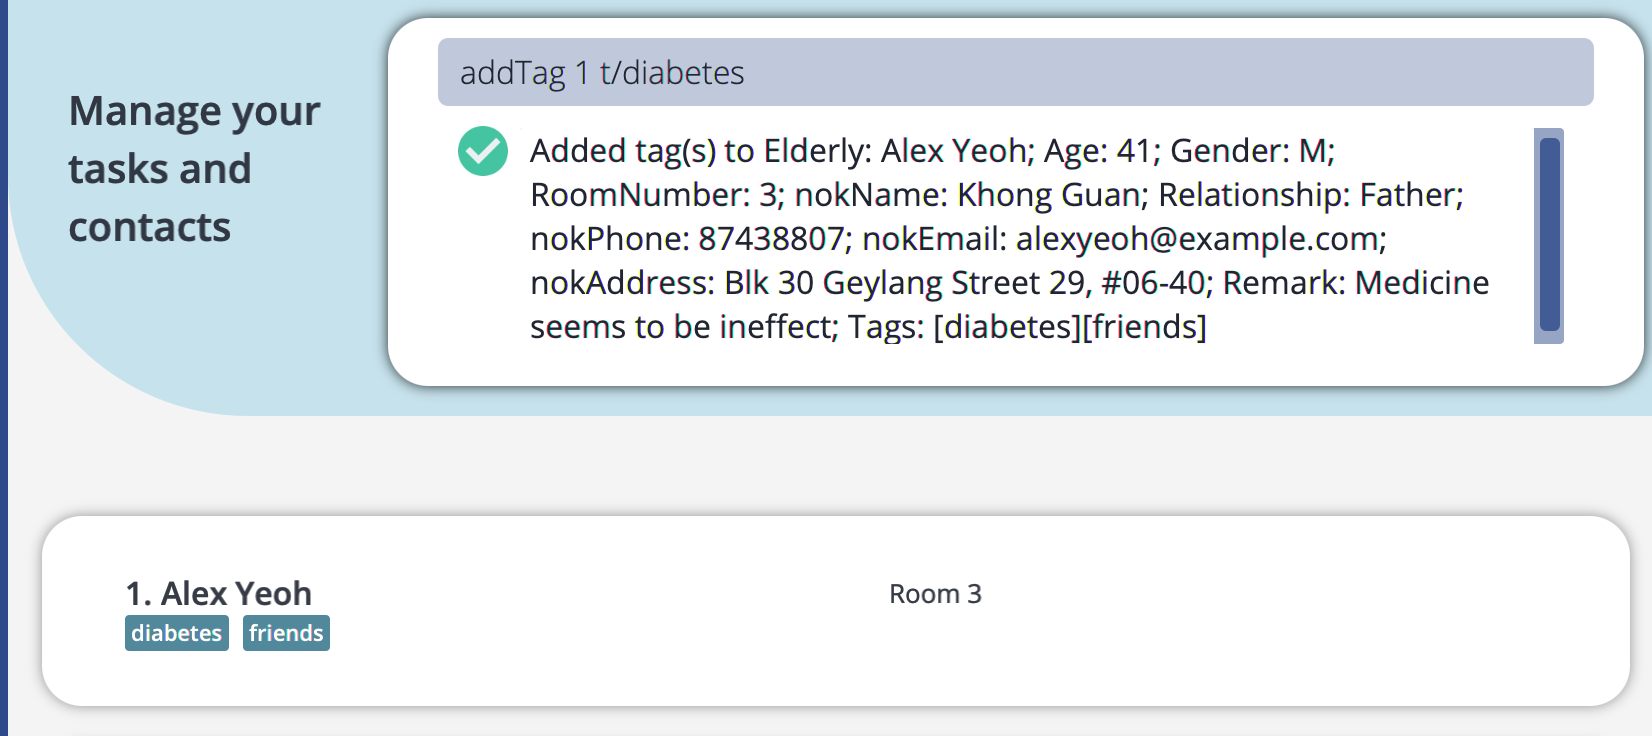 Manage your
tasks and
contacts
addTag 1 t/diabetes
Added tag(s) to Elderly: Alex Yeoh; Age: 41; Gender: M;
RoomNumber: 3; nokName: Khong Guan; Relationship: Father;
nokPhone: 87438807; nokEmail: alexyeoh@example.com;
nokAddress: Blk 30 Geylang Street 29, #06-40; Remark: Medicine
seems to be ineffect; Tags: [diabetes][friends]
1. Alex Yeoh
Room 3
diabetes friends